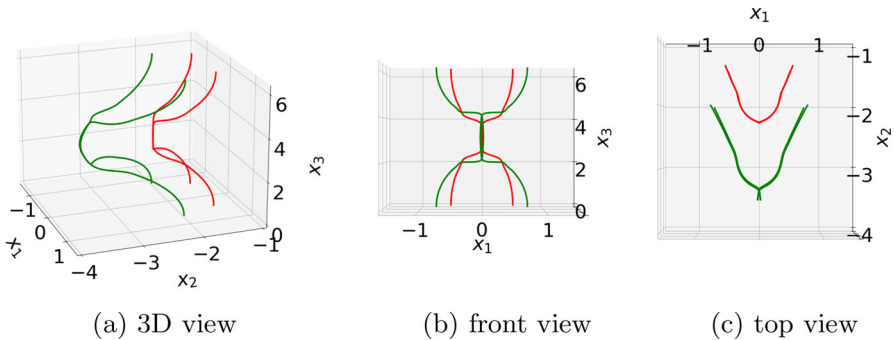 x₁
−1 0 1
−1
−2
−3
−4
x₂
6
4
2
0
x₃
−1
0
1
x₁
−4 −3 −2 −1
x₂
6
4
2
0
x₃
−1 0 1
x₁
(a) 3D view (b) front view (c) top view